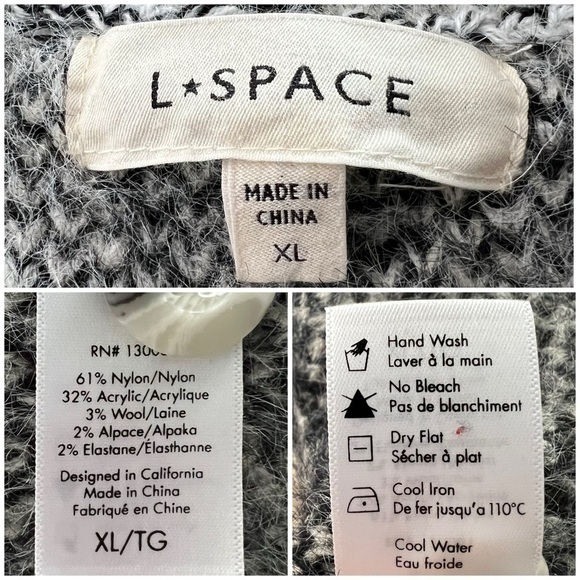 L★SPACE
MADE IN
CHINA
XL
RN#
61% Nylon/Nylon
32% Acrylic/Acrylique
3% Wool/Laine
2% Alpace/Alpaka
2% Elastane/Élasthanne
Designed in California
Made in China
Fabriqué en Chine
XL/TG
Hand Wash
Laver à la main
No Bleach
Pas de blanchiment
Dry Flat
Sécher à plat
Cool Iron
De fer jusqu'a 110°C
Cool Water
Eau froide